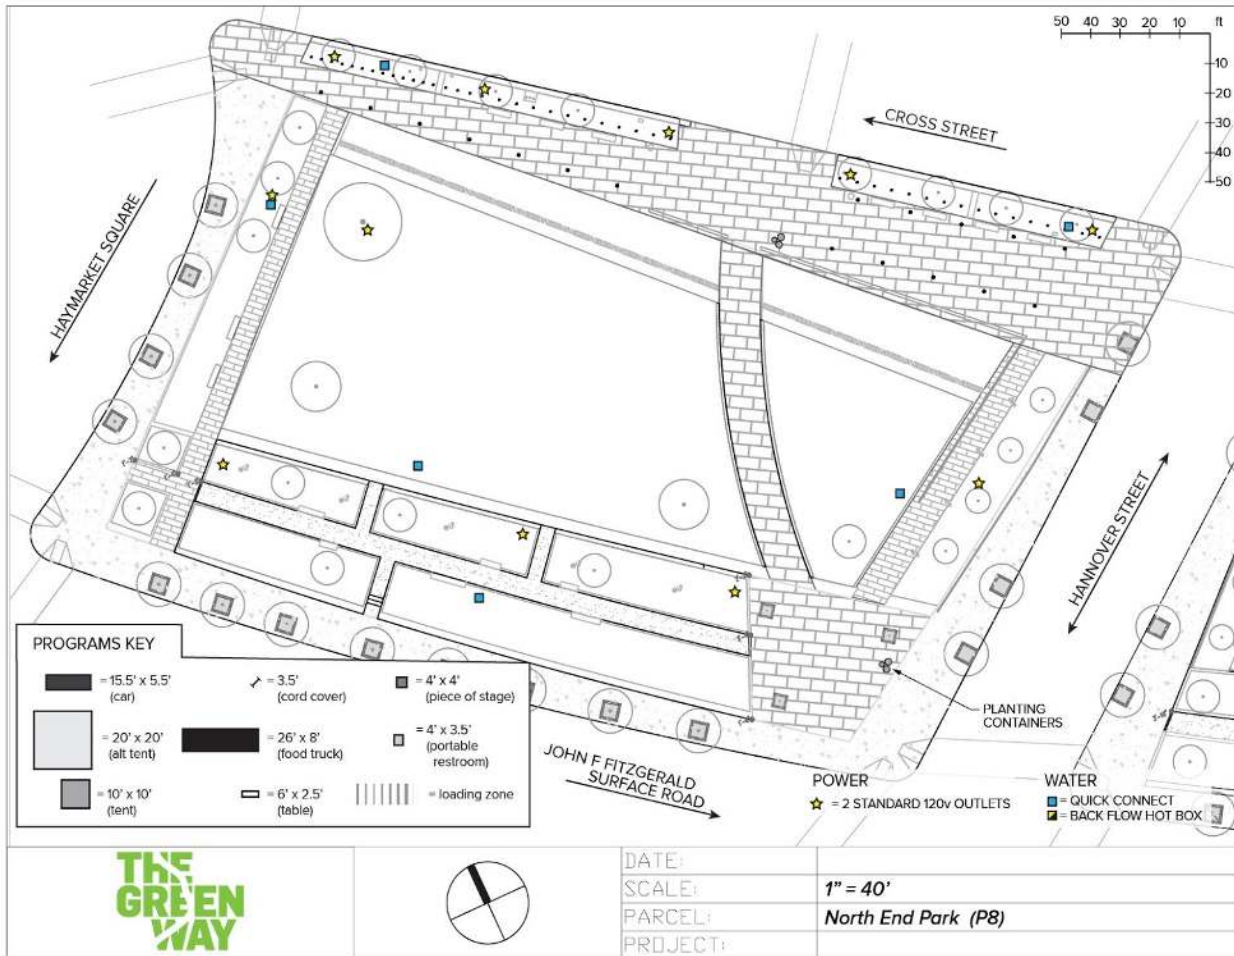 50 40 30 20 10 ft
10
20
30
40
50
CROSS STREET
HAYMARKET SQUARE
HANNOVER STREET
PROGRAMS KEY
= 15.5' x 5.5'
(car)
= 3.5'
(cord cover)
= 4' x 4'
(piece of stage)
= 20' x 20'
(alt tent)
= 26' x 8'
(food truck)
= 4' x 3.5'
(portable
restroom)
= 10' x 10'
(tent)
= 6' x 2.5'
(table)
= loading zone
PLANTING
CONTAINERS
JOHN F FITZGERALD
SURFACE ROAD
POWER
= 2 STANDARD 120v OUTLETS
WATER
= QUICK CONNECT
= BACK FLOW HOT BOX
THE
GREEN
WAY
DATE:
SCALE: 1" = 40'
PARCEL: North End Park (P8)
PROJECT: